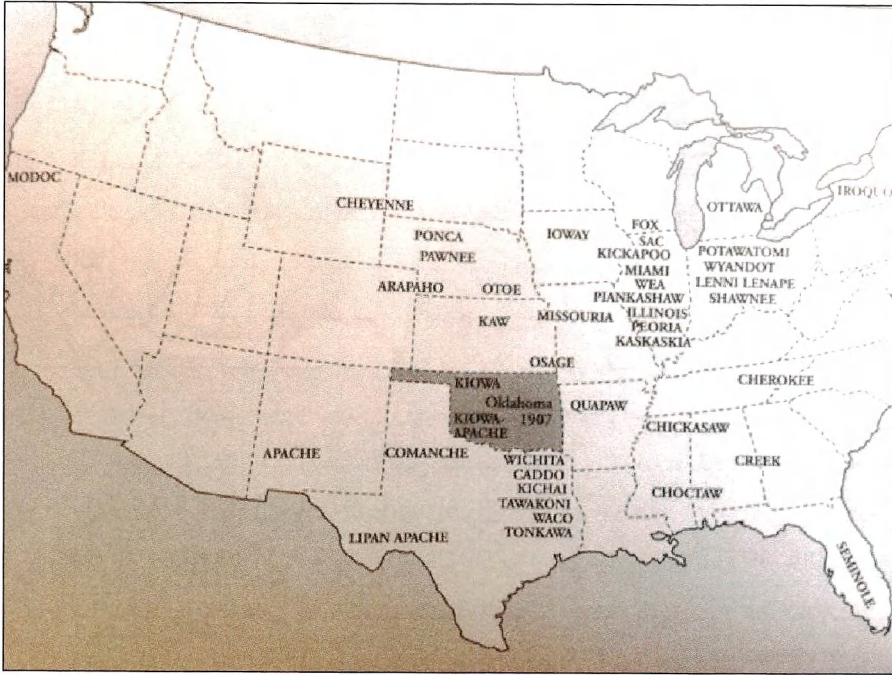 MODOC
CHEYENNE
PONCA
PAWNEE
ARAPAHO
OTOE
KAW
IOWAY
MISSOURIA
OSAGE
FOX
SAC
KICKAPOO
MIAMI
WEA
PIANKASHAW
ILLINOIS
PEORIA
KASKASKIA
OTTAWA
IROQUO
POTAWATOMI
WYANDOT
LENNI LENAPE
SHAWNEE
KIOWA
Oklahoma
1907
KIOWA-
APACHE
QUAPAW
CHEROKEE
CHICKASAW
CREEK
CHOCTAW
SEMINOLE
APACHE
COMANCHE
WICHITA
CADDO
KICHAI
TAWAKONI
WACO
TONKAWA
LIPAN APACHE